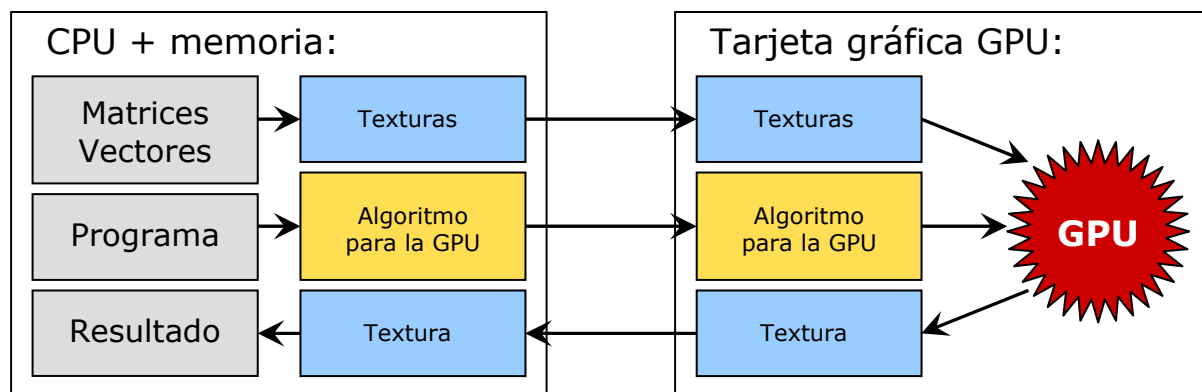 CPU + memoria:
Tarjeta gráfica GPU:
Matrices
Vectores
Texturas
Texturas
Programa
Algoritmo
para la GPU
Algoritmo
para la GPU
GPU
Resultado
Textura
Textura